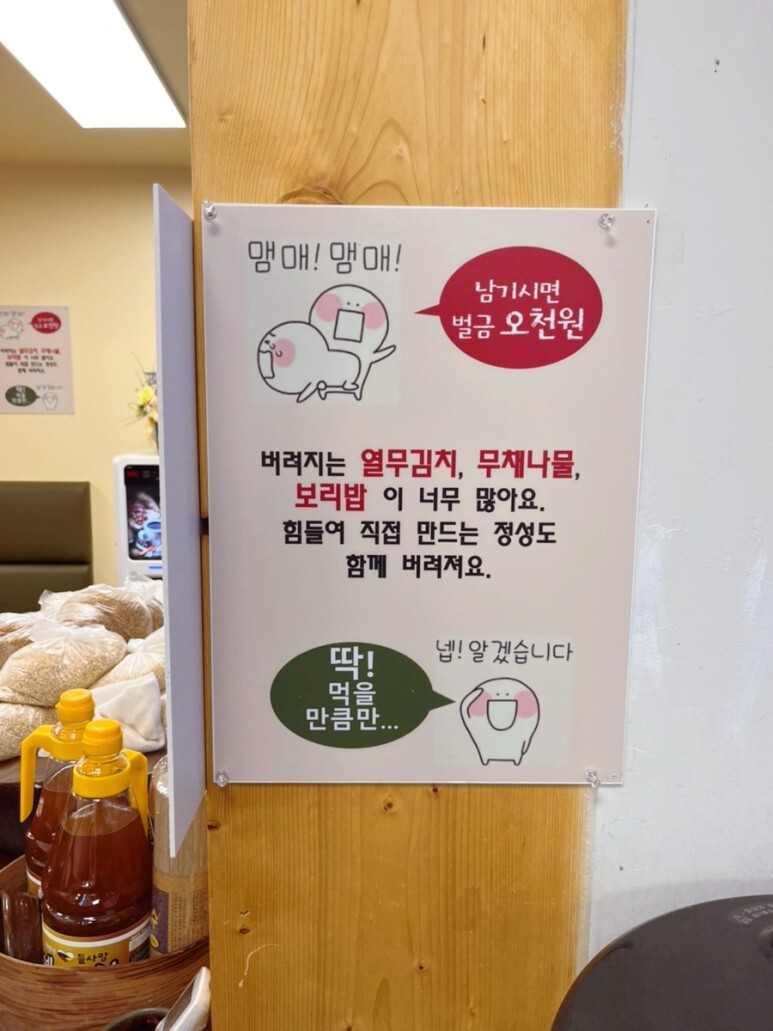 맴매! 맴매!
남기시면
벌금 오천원
버려지는 열무김치, 무채나물,
보리밥 이 너무 많아요.
힘들여 직접 만드는 정성도
함께 버려져요.
딱!
먹을
만큼만...
넵! 알겠습니다
들사랑